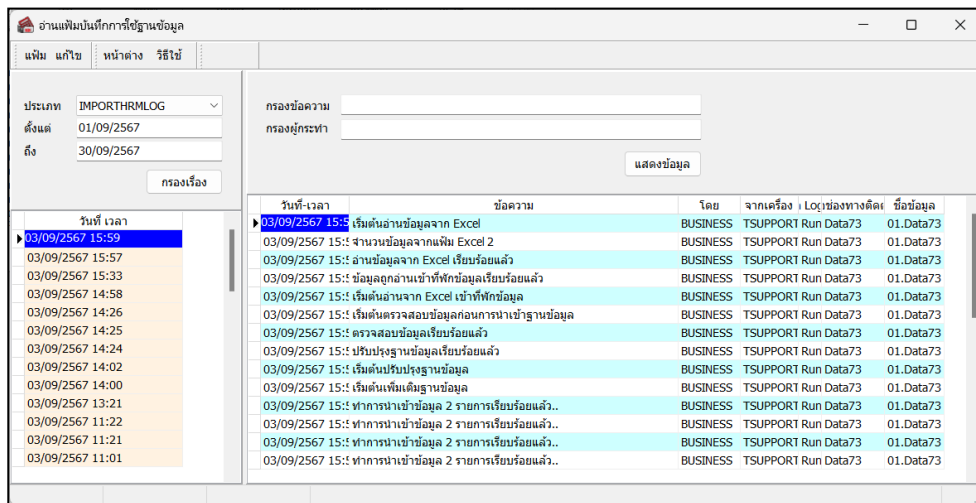 อ่านแฟ้มบันทึกการใช้ฐานข้อมูล
แฟ้ม แก้ไข หน้าต่าง วิธีใช้
ประเภท IMPORTHRMLOG
ตั้งแต่ 01/09/2567
ถึง 30/09/2567
กรองเรื่อง
กรองข้อความ
กรองผู้กระทำ
แสดงข้อมูล
วันที่ เวลา
03/09/2567 15:59
03/09/2567 15:57
03/09/2567 15:33
03/09/2567 14:58
03/09/2567 14:26
03/09/2567 14:25
03/09/2567 14:24
03/09/2567 14:02
03/09/2567 14:00
03/09/2567 13:21
03/09/2567 11:22
03/09/2567 11:21
03/09/2567 11:01
วันที่-เวลา ข้อความ โดย จากเครื่อง Log ช่องทางติดต่ ชื่อข้อมูล
03/09/2567 15:5 เริ่มต้นอ่านข้อมูลจาก Excel BUSINESS TSUPPORT Run Data73 01.Data73
03/09/2567 15:5 จำนวนข้อมูลจากแฟ้ม Excel 2 BUSINESS TSUPPORT Run Data73 01.Data73
03/09/2567 15:5 อ่านข้อมูลจาก Excel เรียบร้อยแล้ว BUSINESS TSUPPORT Run Data73 01.Data73
03/09/2567 15:5 ข้อมูลถูกอ่านเข้าที่พักข้อมูลเรียบร้อยแล้ว BUSINESS TSUPPORT Run Data73 01.Data73
03/09/2567 15:5 เริ่มต้นอ่านจาก Excel เข้าที่พักข้อมูล BUSINESS TSUPPORT Run Data73 01.Data73
03/09/2567 15:5 เริ่มต้นตรวจสอบข้อมูลก่อนการนำเข้าฐานข้อมูล BUSINESS TSUPPORT Run Data73 01.Data73
03/09/2567 15:5 ตรวจสอบข้อมูลเรียบร้อยแล้ว BUSINESS TSUPPORT Run Data73 01.Data73
03/09/2567 15:5 ปรับปรุงฐานข้อมูลเรียบร้อยแล้ว BUSINESS TSUPPORT Run Data73 01.Data73
03/09/2567 15:5 เริ่มต้นปรับปรุงฐานข้อมูล BUSINESS TSUPPORT Run Data73 01.Data73
03/09/2567 15:5 เริ่มต้นเพิ่มเติมฐานข้อมูล BUSINESS TSUPPORT Run Data73 01.Data73
03/09/2567 15:5 ทำการนำเข้าข้อมูล 2 รายการเรียบร้อยแล้ว.. BUSINESS TSUPPORT Run Data73 01.Data73
03/09/2567 15:5 ทำการนำเข้าข้อมูล 2 รายการเรียบร้อยแล้ว.. BUSINESS TSUPPORT Run Data73 01.Data73
03/09/2567 15:5 ทำการนำเข้าข้อมูล 2 รายการเรียบร้อยแล้ว.. BUSINESS TSUPPORT Run Data73 01.Data73
03/09/2567 15:5 ทำการนำเข้าข้อมูล 2 รายการเรียบร้อยแล้ว.. BUSINESS TSUPPORT Run Data73 01.Data73